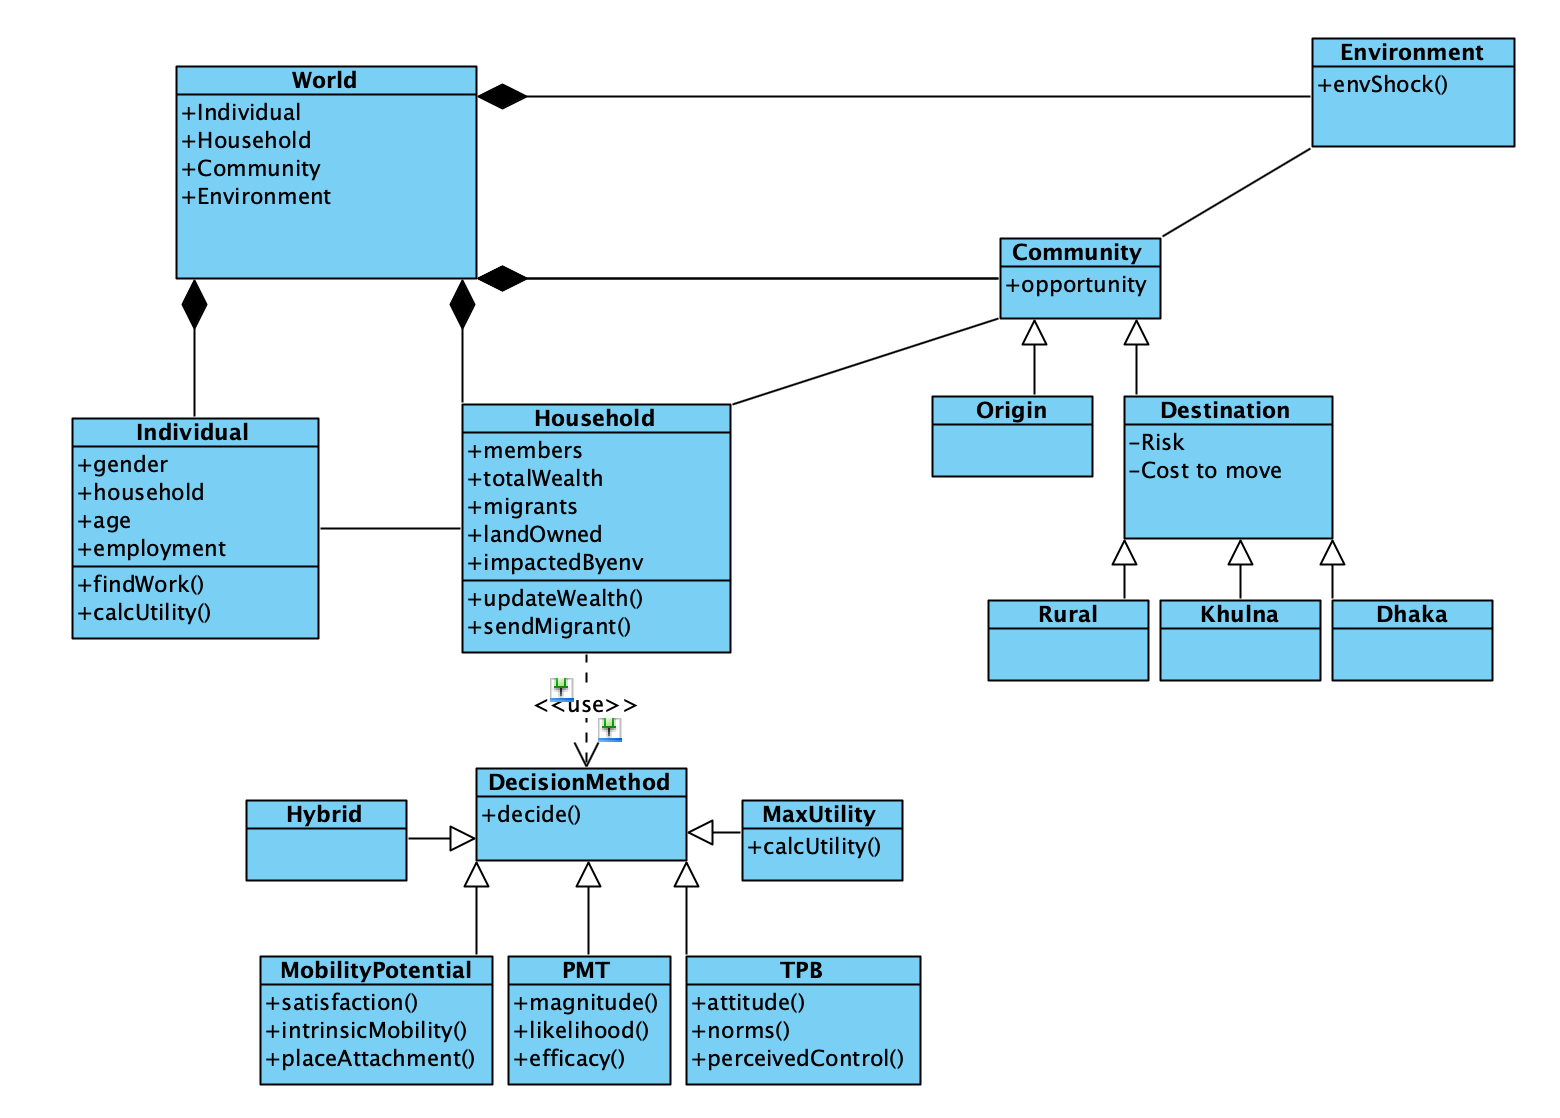 World
+Individual
+Household
+Community
+Environment
Environment
+envShock()
Community
+opportunity
Individual
+gender
+household
+age
+employment
+findWork()
+calcUtility()
Household
+members
+totalWealth
+migrants
+landOwned
+impactedByenv
+updateWealth()
+sendMigrant()
Origin
Destination
-Risk
-Cost to move
Rural
Khulna
Dhaka
<<use>>
DecisionMethod
+decide()
Hybrid
MaxUtility
+calcUtility()
MobilityPotential
+satisfaction()
+intrinsicMobility()
+placeAttachment()
PMT
+magnitude()
+likelihood()
+efficacy()
TPB
+attitude()
+norms()
+perceivedControl()